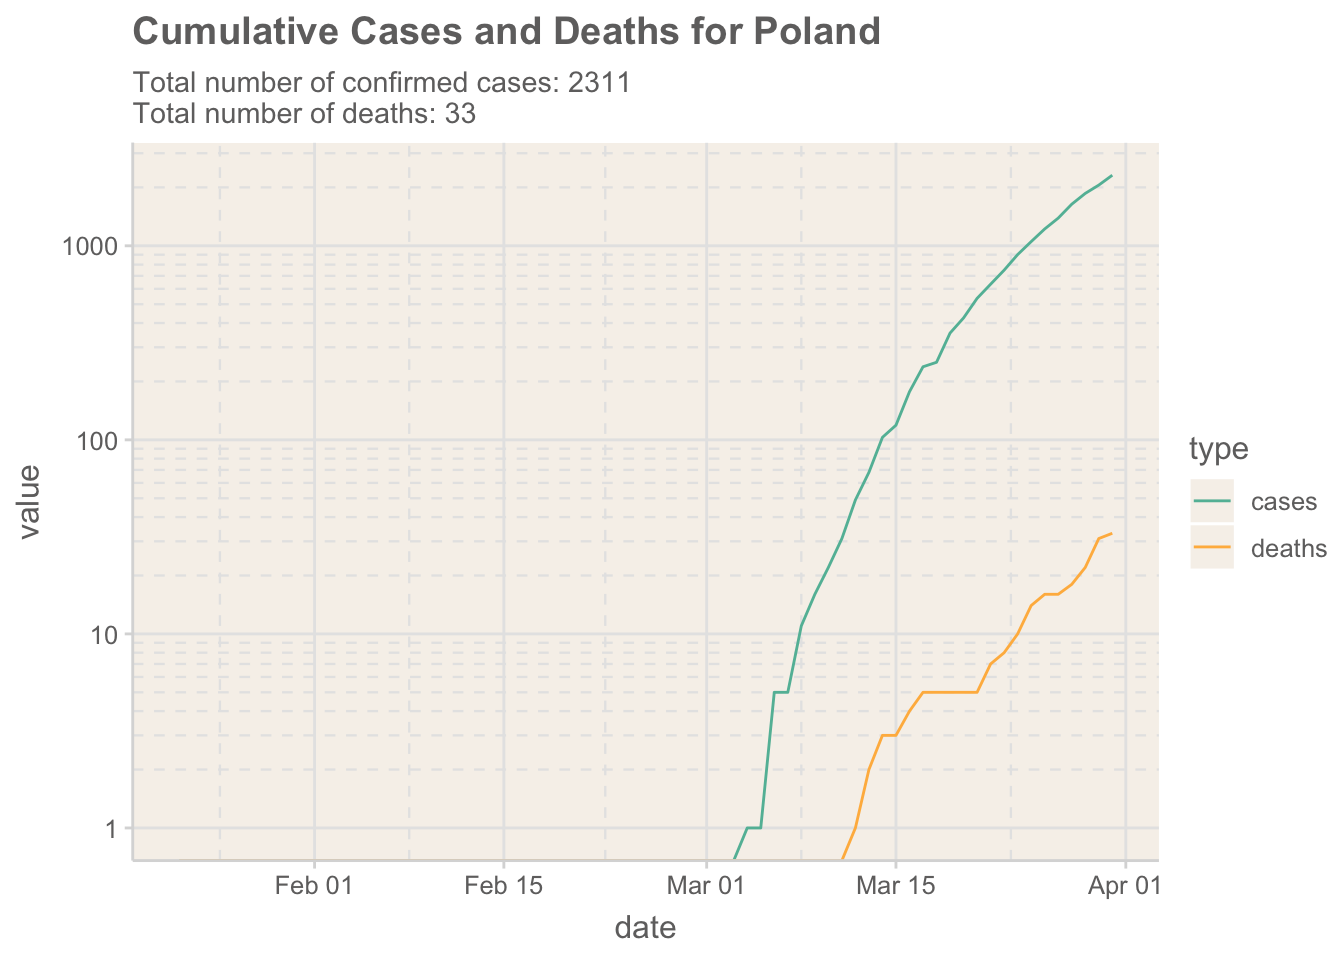 Cumulative Cases and Deaths for Poland
Total number of confirmed cases: 2311
Total number of deaths: 33
value
1000
100
10
1
Feb 01
Feb 15
Mar 01
Mar 15
Apr 01
date
type
cases
deaths